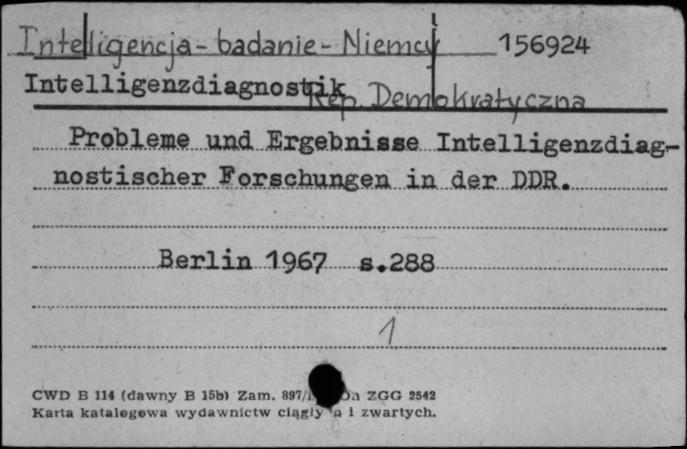 Inteligencja - badanie - Niemcy 156924
Intelligenzdiagnostik Rep. Demokratyczna
Probleme und Ergebnisse Intelligenzdiag-
nostischer Forschungen in der DDR.
Berlin 1967 s.288
1
CWD B 114 (dawny B 15b) Zam. 897/ ZGG 2542
Karta katalogowa wydawnictw i zwartych.